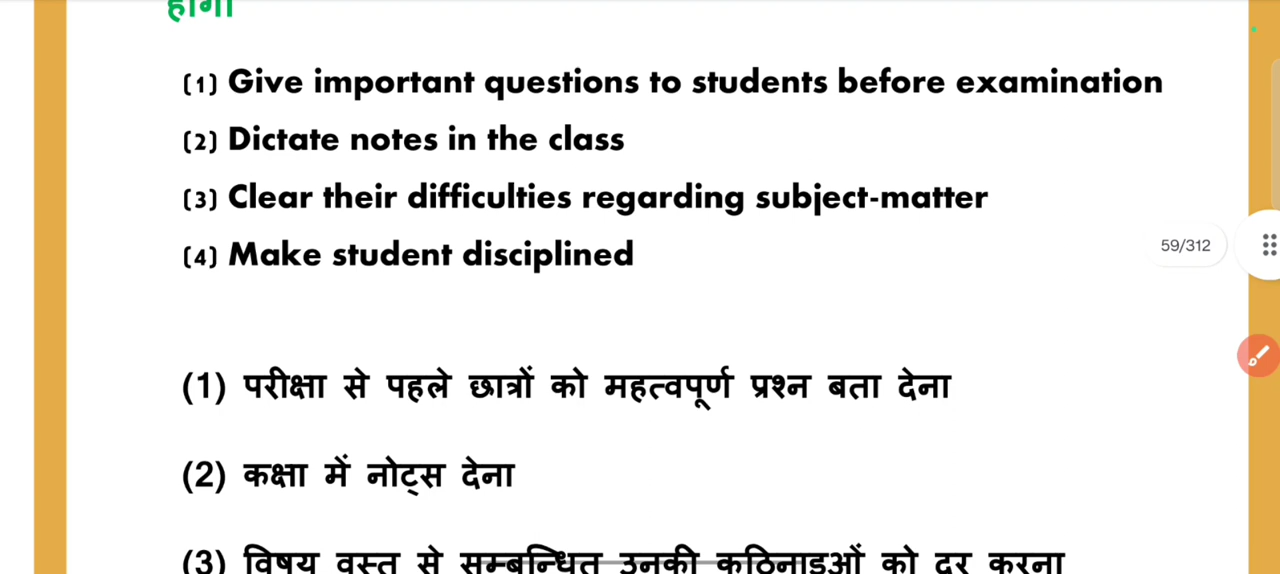 होगा
(1) Give important questions to students before examination
(2) Dictate notes in the class
(3) Clear their difficulties regarding subject-matter
(4) Make student disciplined
59/312
(1) परीक्षा से पहले छात्रों को महत्वपूर्ण प्रश्न बता देना
(2) कक्षा में नोट्स देना
(3) विषय वस्तु से सम्बन्धित उनकी कठिनाइओं को दूर करना